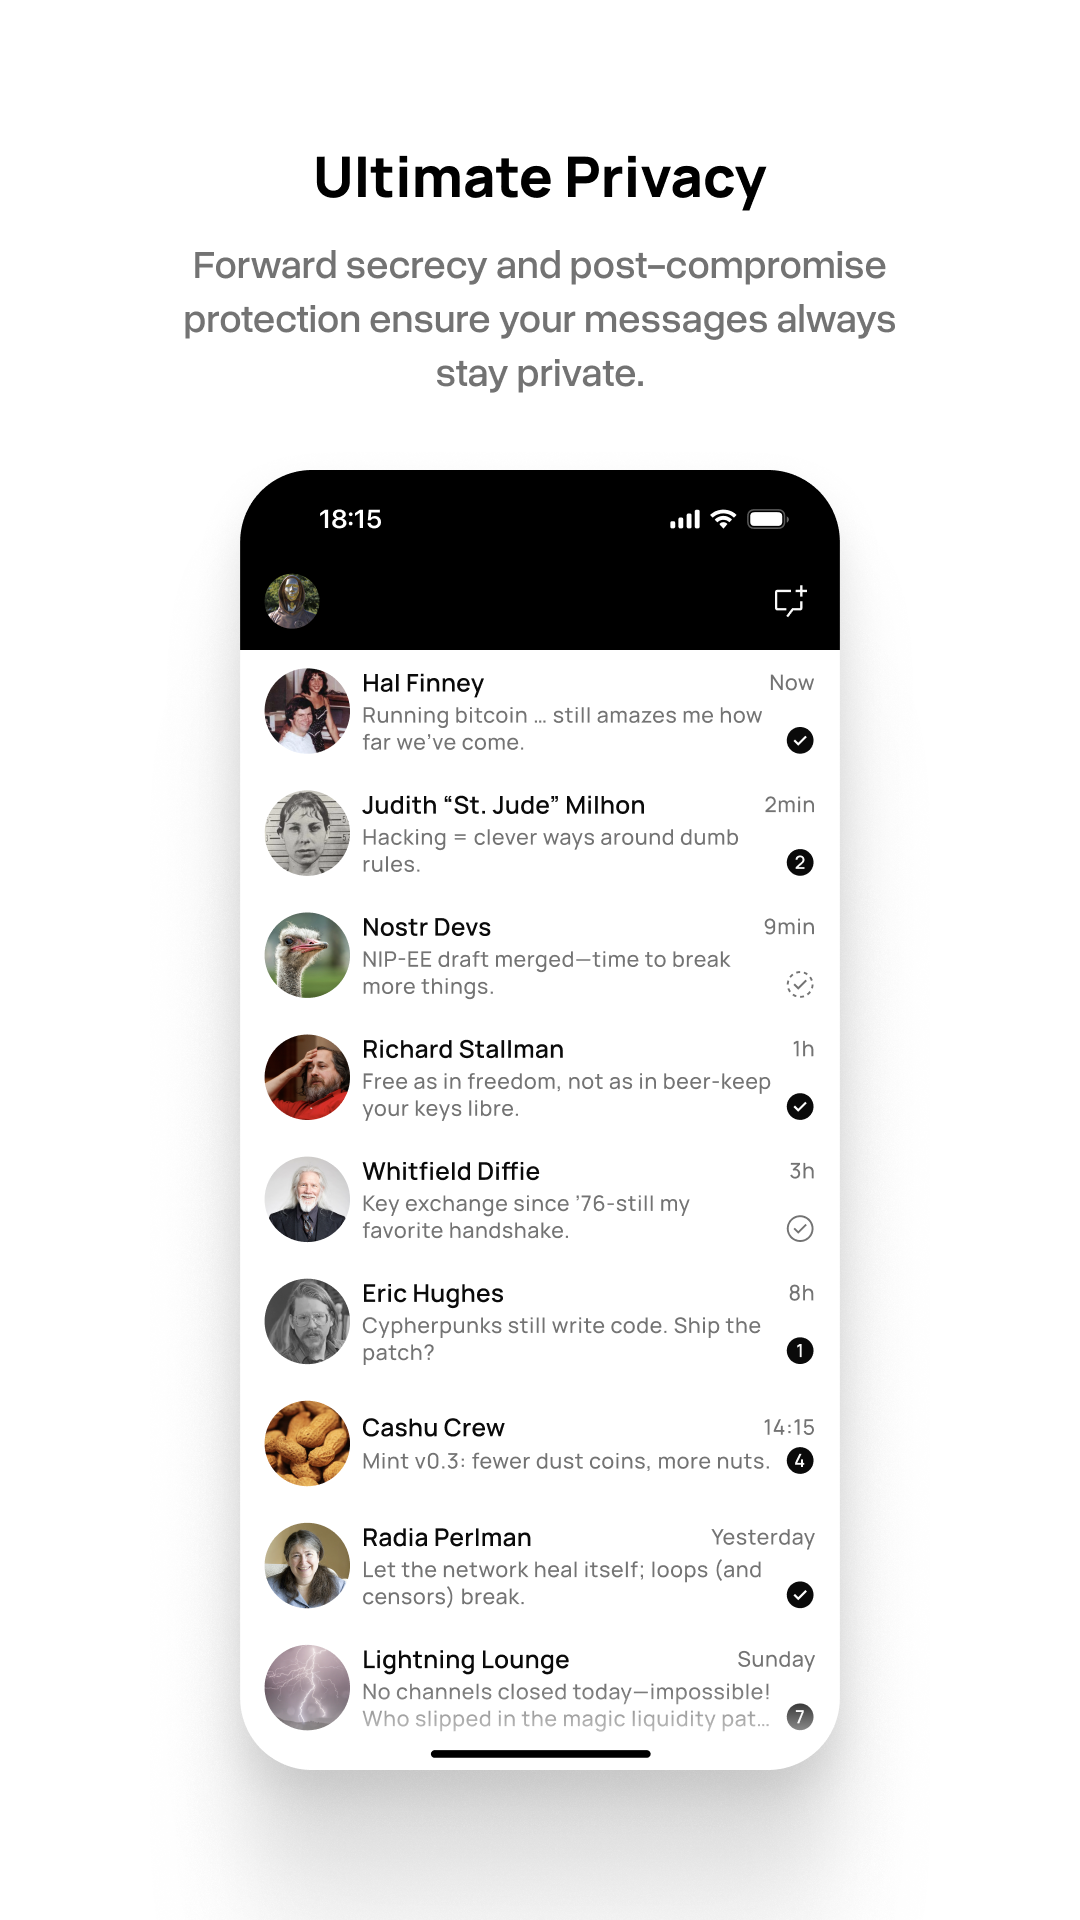 Ultimate Privacy
Forward secrecy and post–compromise
protection ensure your messages always
stay private.
18:15
Hal Finney
Now
Running bitcoin … still amazes me how
far we’ve come.
Judith “St. Jude” Milhon
2min
Hacking = clever ways around dumb
rules.
2
Nostr Devs
9min
NIP-EE draft merged—time to break
more things.
Richard Stallman
1h
Free as in freedom, not as in beer-keep
your keys libre.
Whitfield Diffie
3h
Key exchange since ’76-still my
favorite handshake.
Eric Hughes
8h
Cypherpunks still write code. Ship the
patch?
1
Cashu Crew
14:15
Mint v0.3: fewer dust coins, more nuts.
4
Radia Perlman
Yesterday
Let the network heal itself; loops (and
censors) break.
Lightning Lounge
Sunday
No channels closed today—impossible!
Who slipped in the magic liquidity pat…
7